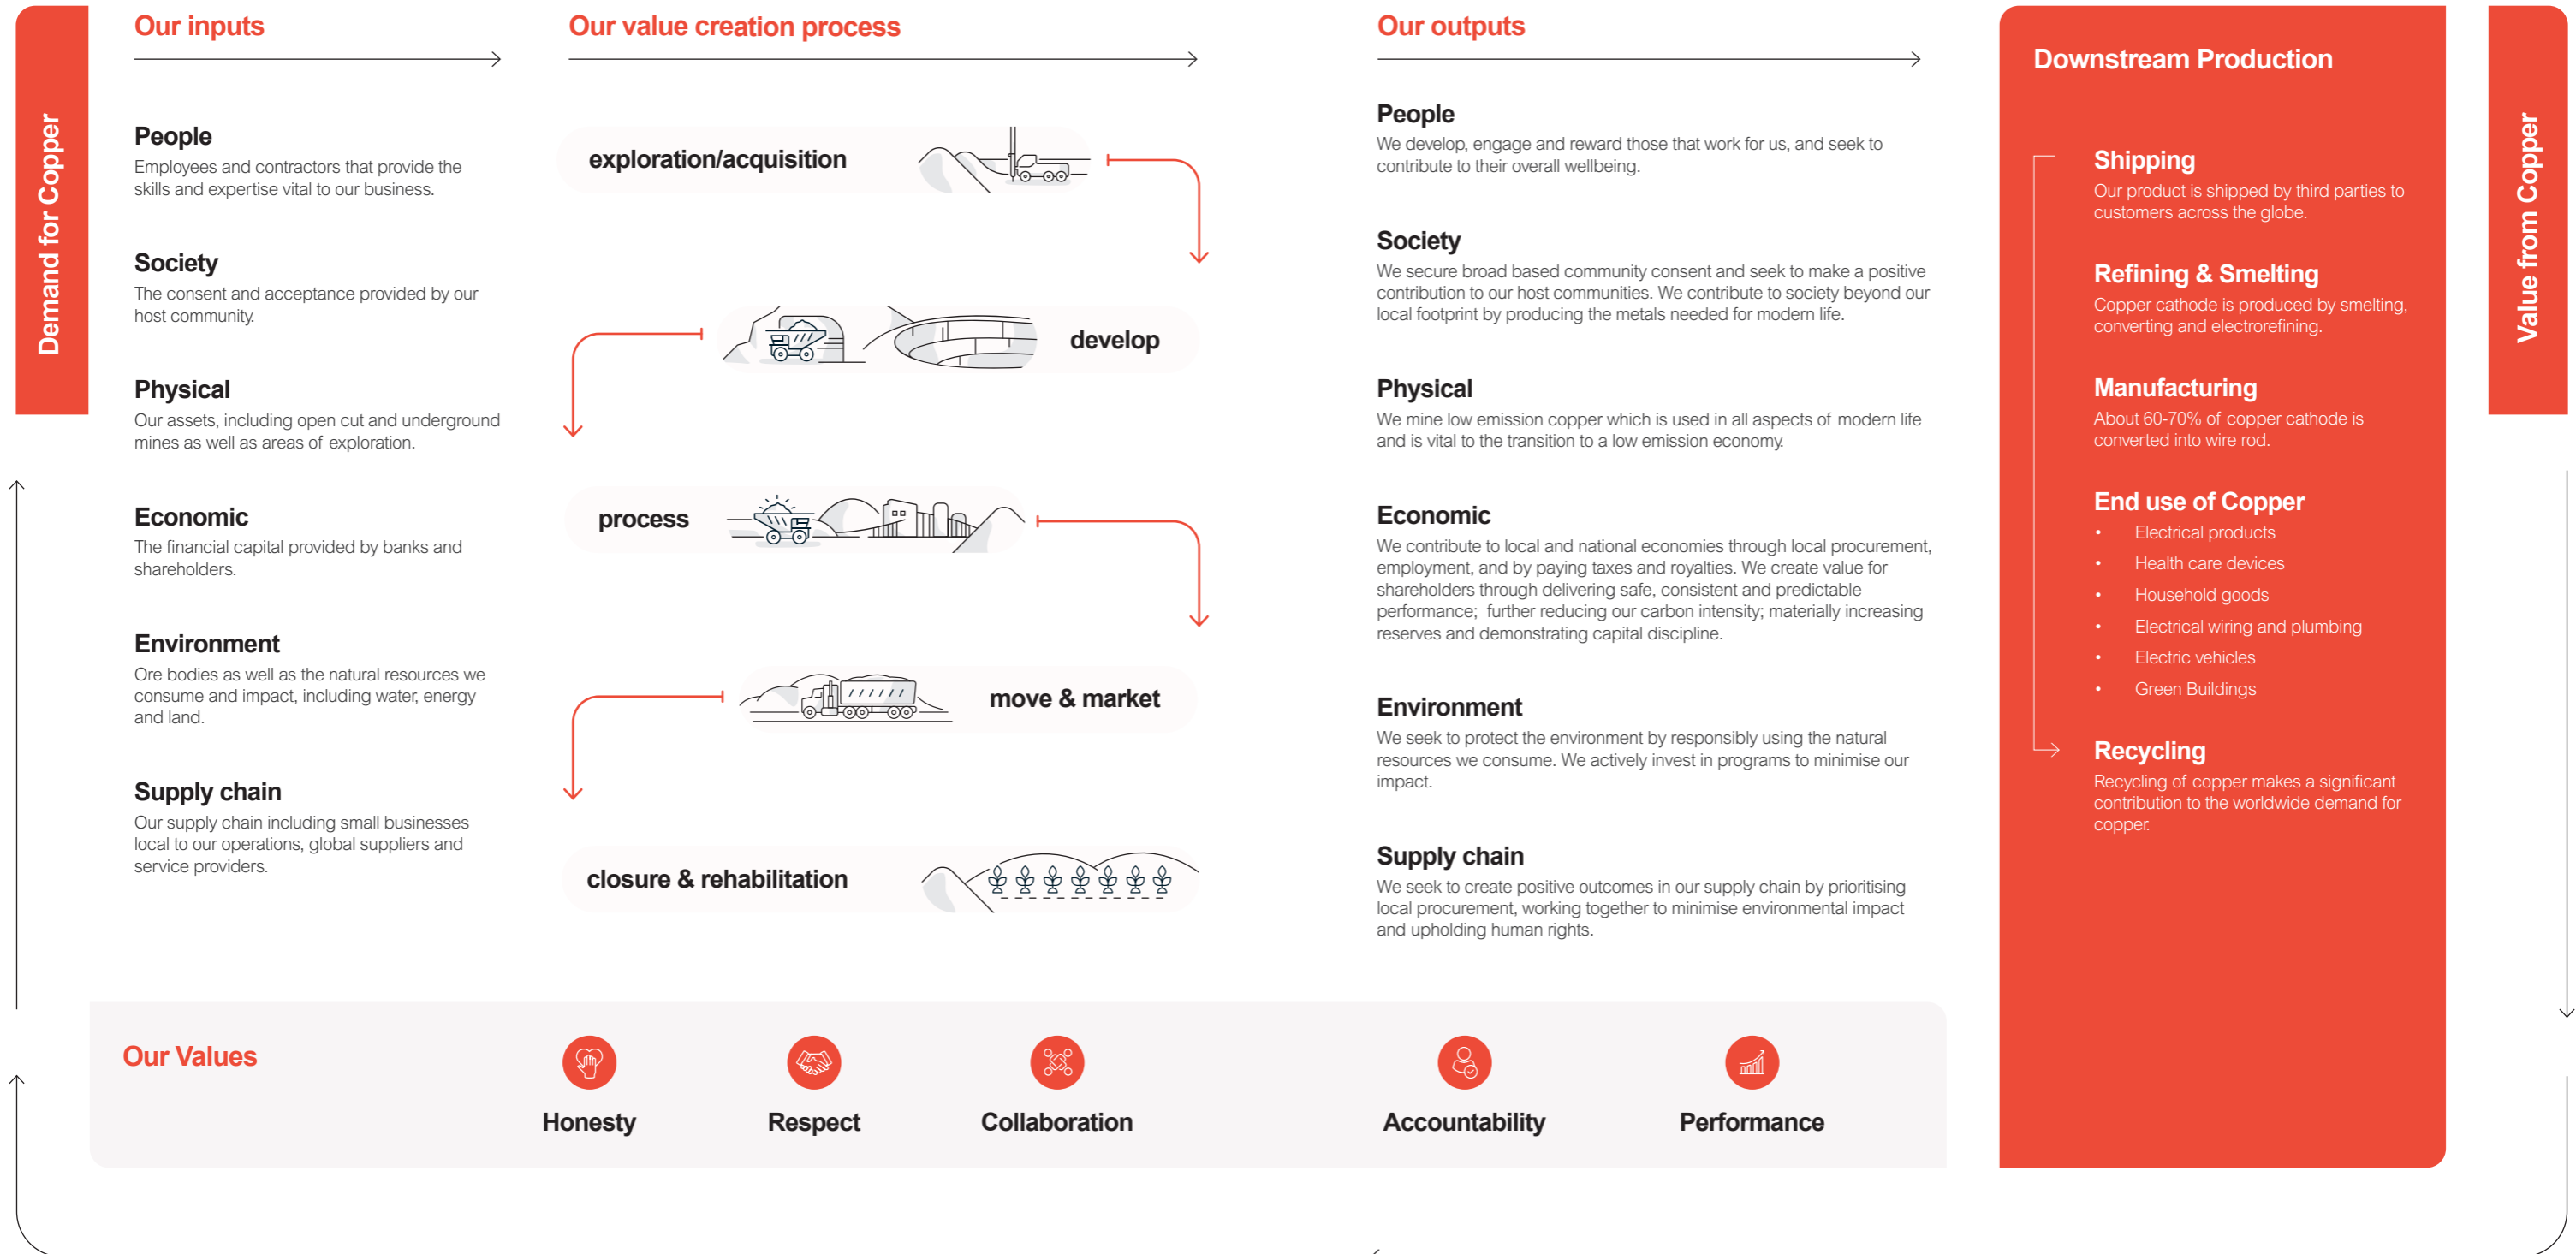 Demand for Copper
Our inputs
People
Employees and contractors that provide the
skills and expertise vital to our business.
Society
The consent and acceptance provided by our
host community.
Physical
Our assets, including open cut and underground
mines as well as areas of exploration.
Economic
The financial capital provided by banks and
shareholders.
Environment
Ore bodies as well as the natural resources we
consume and impact, including water, energy
and land.
Supply chain
Our supply chain including small businesses
local to our operations, global suppliers and
service providers.
Our value creation process
exploration/acquisition
develop
process
move & market
closure & rehabilitation
Our outputs
People
We develop, engage and reward those that work for us, and seek to
contribute to their overall wellbeing.
Society
We secure broad based community consent and seek to make a positive
contribution to our host communities. We contribute to society beyond our
local footprint by producing the metals needed for modern life.
Physical
We mine low emission copper which is used in all aspects of modern life
and is vital to the transition to a low emission economy.
Economic
We contribute to local and national economies through local procurement,
employment, and by paying taxes and royalties. We create value for
shareholders through delivering safe, consistent and predictable
performance; further reducing our carbon intensity; materially increasing
reserves and demonstrating capital discipline.
Environment
We seek to protect the environment by responsibly using the natural
resources we consume. We actively invest in programs to minimise our
impact.
Supply chain
We seek to create positive outcomes in our supply chain by prioritising
local procurement, working together to minimise environmental impact
and upholding human rights.
Downstream Production
Shipping
Our product is shipped by third parties to
customers across the globe.
Refining & Smelting
Copper cathode is produced by smelting,
converting and electrorefining.
Manufacturing
About 60-70% of copper cathode is
converted into wire rod.
End use of Copper
• Electrical products
• Health care devices
• Household goods
• Electrical wiring and plumbing
• Electric vehicles
• Green Buildings
Recycling
Recycling of copper makes a significant
contribution to the worldwide demand for
copper.
Value from Copper
Our Values
Honesty
Respect
Collaboration
Accountability
Performance